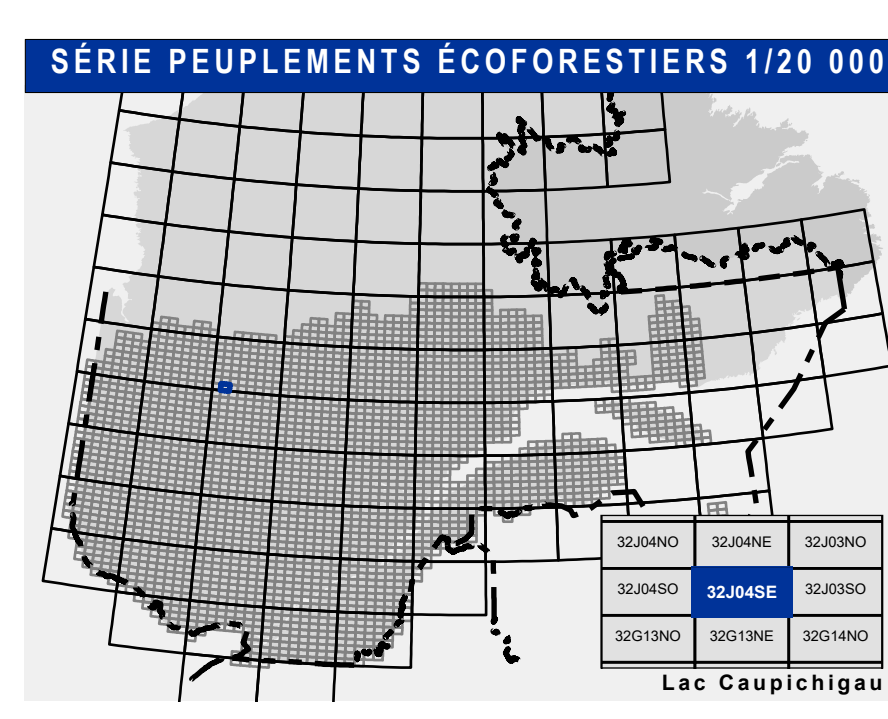 SÉRIE PEUPLEMENTS ÉCOFORESTIERS 1/20 000
32J04NO 32J04NE 32J03NO
32J04SO 32J04SE 32J03SO
32G13NO 32G13NE 32G14NO
Lac Caupichigau